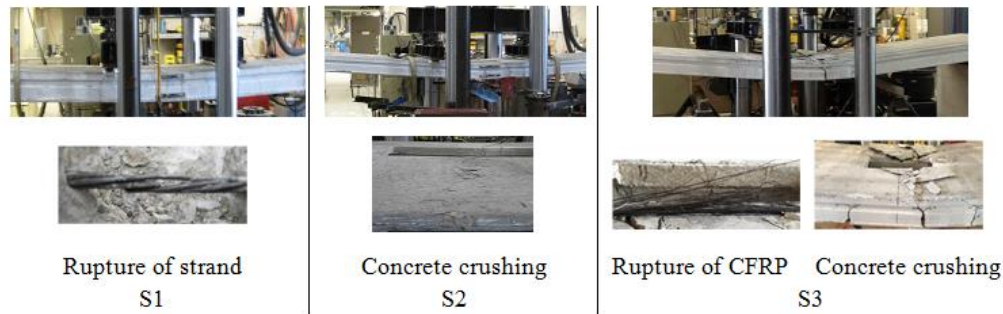 Rupture of strand
S1
Concrete crushing
S2
Rupture of CFRP Concrete crushing
S3